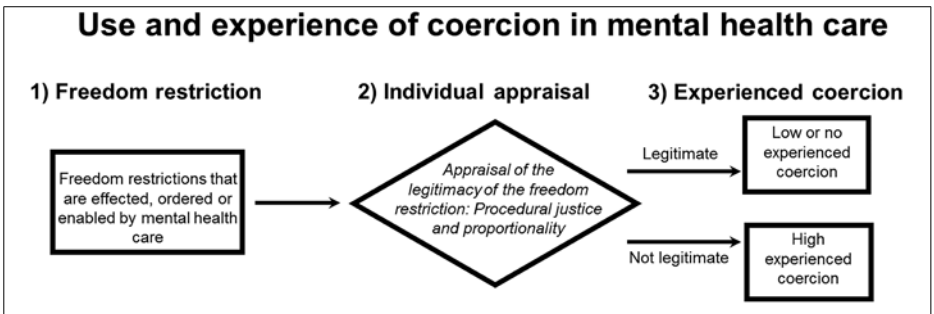 Use and experience of coercion in mental health care
1) Freedom restriction
2) Individual appraisal
3) Experienced coercion
Freedom restrictions that
are effected, ordered or
enabled by mental health
care
Appraisal of the
legitimacy of the freedom
restriction: Procedural justice
and proportionality
Legitimate
Not legitimate
Low or no
experienced
coercion
High
experienced
coercion